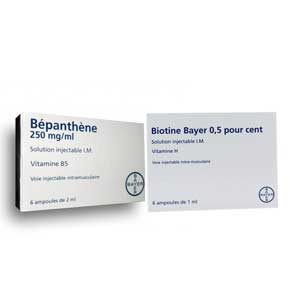 Bépanthène
250 mg/ml
Solution injectable I.M.
Vitamine B5
Voie injectable intramusculaire
BAYER
6 ampoules de 2 ml
Biotine Bayer 0,5 pour cent
Solution injectable I.M.
Vitamine H
Voie injectable intra-musculaire
BAYER
6 ampoules de 1 ml